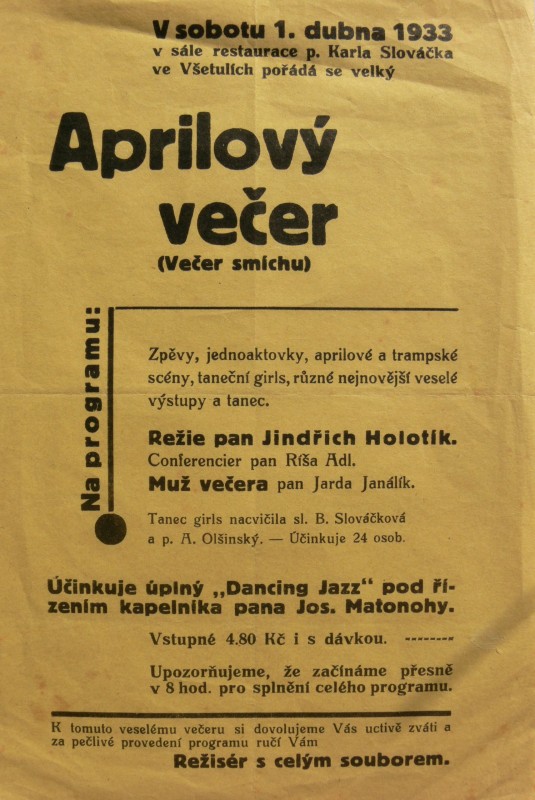 V sobotu 1. dubna 1933
v sále restaurace p. Karla Slováčka
ve Všetulích pořádá se velký
Aprilový
večer
(Večer smíchu)
Na programu:
Zpěvy, jednoaktovky, aprilové a trampské
scény, taneční girls, různé nejnovější veselé
výstupy a tanec.
Režie pan Jindřich Holotík.
Conferencier pan Ríša Adl.
Muž večera pan Jarda Janálík.
Tanec girls nacvičila sl. B. Slováčková
a p. A. Olšinský. — Účinkuje 24 osob.
Účinkuje úplný „Dancing Jazz" pod ří-
zením kapelníka pana Jos. Matonohy.
Vstupné 4.80 Kč i s dávkou. --------
Upozorňujeme, že začínáme přesně
v 8 hod. pro splnění celého programu.
K tomuto veselému večeru si dovolujeme Vás uctivě zváti a
za pečlivé provedení programu ručí Vám
Režisér s celým souborem.